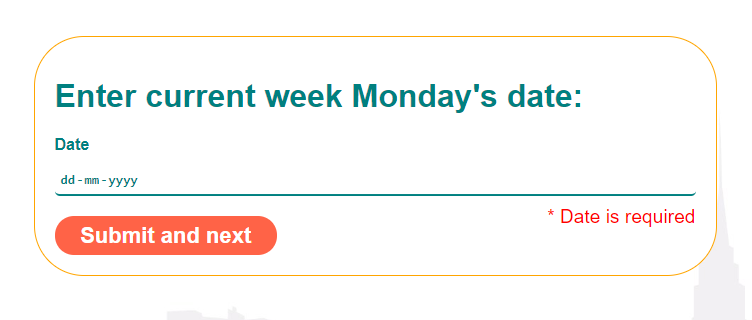 Enter current week Monday's date:
Date
dd-mm-yyyy
* Date is required
Submit and next